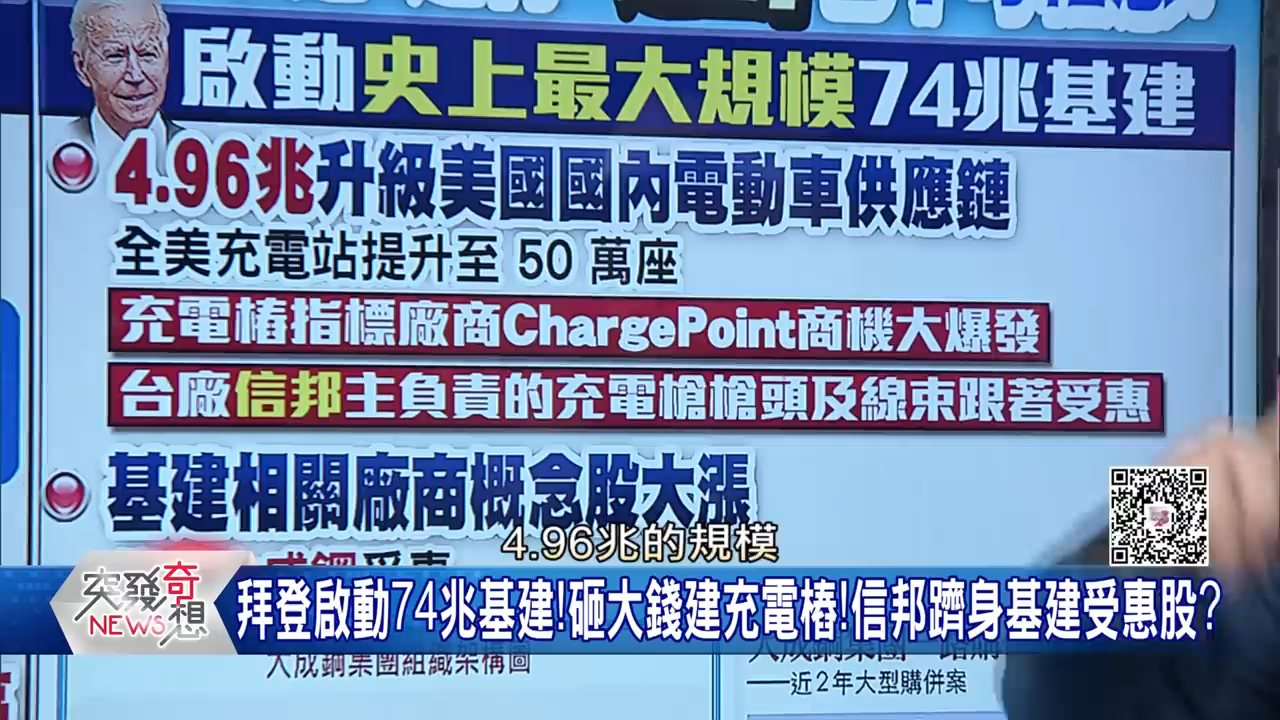 啟動史上最大規模74兆基建
4.96兆升級美國國內電動車供應鏈
全美充電站提升至 50 萬座
充電樁指標廠商ChargePoint商機大爆發
台廠信邦主負責的充電槍槍頭及線束跟著受惠
基建相關廠商概念股大漲
4.96兆的規模
突發奇想
NEWS
拜登啟動74兆基建!砸大錢建充電樁!信邦躋身基建受惠股?
大成鋼集團組織架構圖
──近2年大型購併案